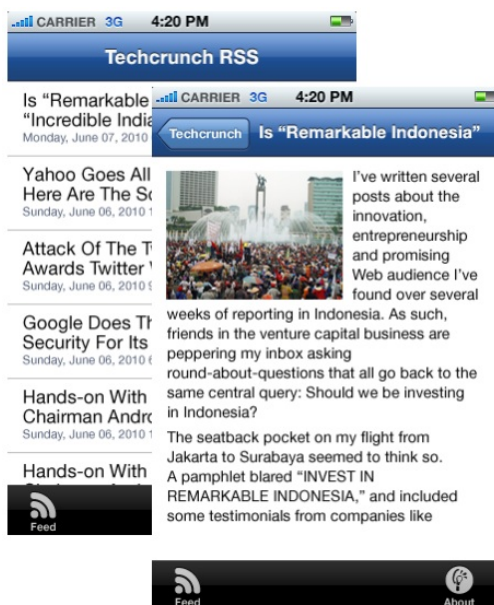 CARRIER 3G 4:20 PM
Techcrunch RSS
Is “Remarkable
“Incredible India
Monday, June 07, 2010
Yahoo Goes All
Here Are The
Sunday, June 06, 2010 1
Attack Of The
Awards Twitter
Sunday, June 06, 2010
Google Does
Security For Its
Sunday, June 06, 2010
Hands-on With
Chairman
Sunday, June 06, 2010 1
Hands-on With
Feed
CARRIER 3G 4:20 PM
Techcrunch Is “Remarkable Indonesia”
I’ve written several
posts about the
innovation,
entrepreneurship
and promising
Web audience I’ve
found over several
weeks of reporting in Indonesia. As such,
friends in the venture capital business are
peppering my inbox asking
round-about-questions that all go back to the
same central query: Should we be investing
in Indonesia?
The seatback pocket on my flight from
Jakarta to Surabaya seemed to think so.
A pamphlet blared “INVEST IN
REMARKABLE INDONESIA,” and included
some testimonials from companies like
Feed About